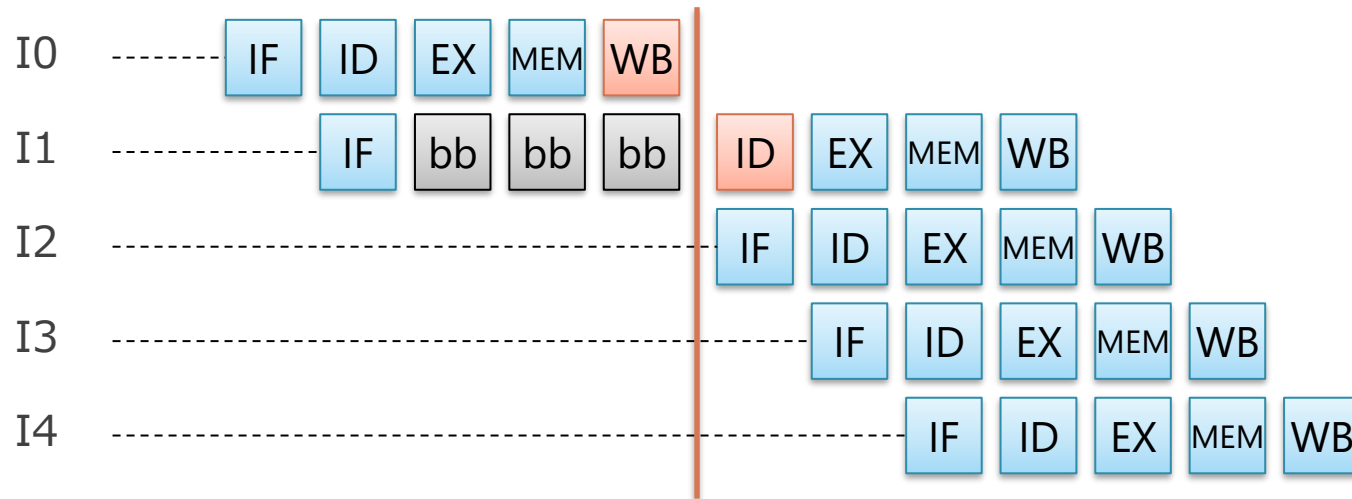 I0 IF ID EX MEM WB
I1 IF bb bb bb ID EX MEM WB
I2 IF ID EX MEM WB
I3 IF ID EX MEM WB
I4 IF ID EX MEM WB